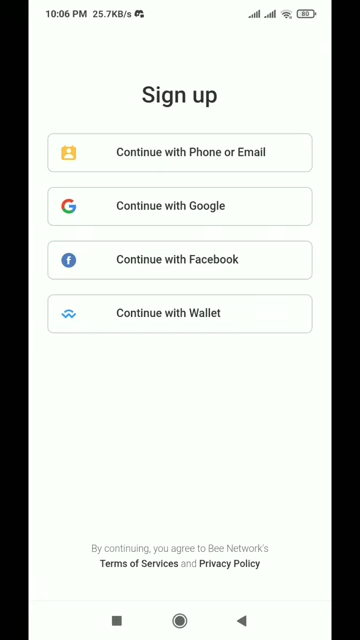 10:06 PM 25.7KB/s 80
Sign up
Continue with Phone or Email
Continue with Google
Continue with Facebook
Continue with Wallet
By continuing, you agree to Bee Network's
Terms of Services and Privacy Policy